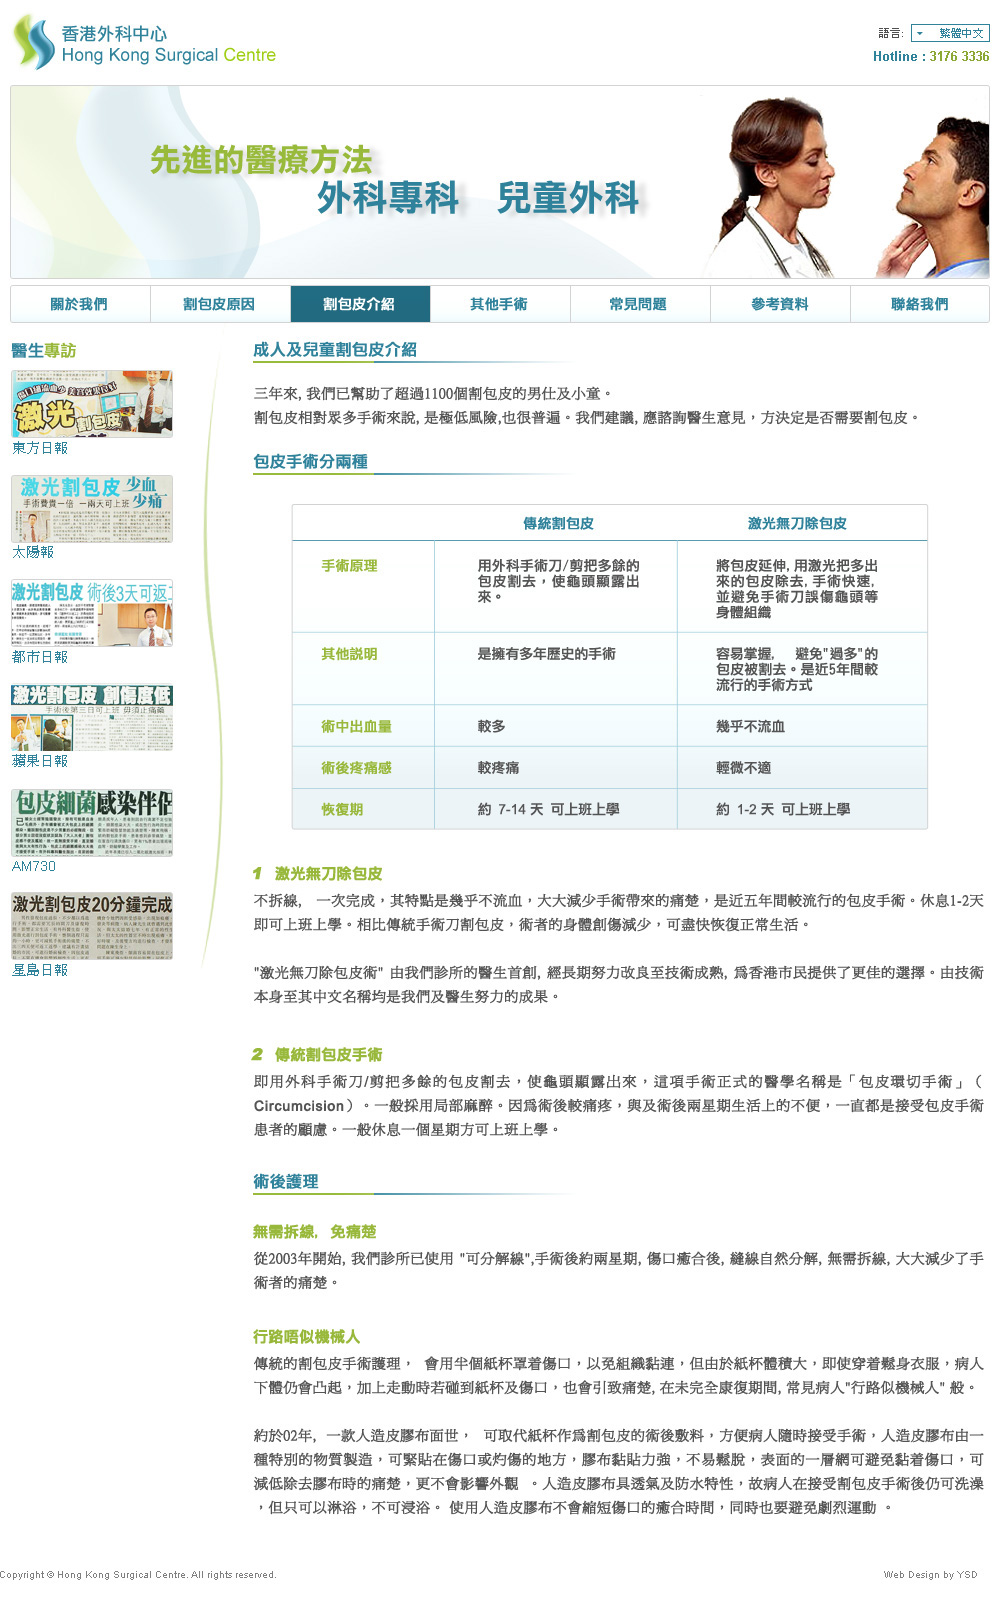 香港外科中心
Hong Kong Surgical Centre
語言: 繁體中文
Hotline : 3176 3336
先進的醫療方法
外科專科 兒童外科
關於我們 割包皮原因 割包皮介紹 其他手術 常見問題 參考資料 聯絡我們
醫生專訪
激光割包皮
東方日報
激光割包皮 少血 少痛
手術費貴一倍 一兩天可上班
太陽報
激光割包皮 術後3天可返工
都市日報
激光割包皮 創傷度低
手術後第三日可上班 毋須止痛藥
蘋果日報
包皮細菌感染伴侶
AM730
激光割包皮20分鐘完成
星島日報
成人及兒童割包皮介紹
三年來, 我們已幫助了超過1100個割包皮的男仕及小童。
割包皮相對眾多手術來說, 是極低風險,也很普遍。我們建議, 應諮詢醫生意見，方決定是否需要割包皮。
包皮手術分兩種
傳統割包皮 激光無刀除包皮
手術原理
用外科手術刀/剪把多餘的
包皮割去，使龜頭顯露出
來。
將包皮延伸, 用激光把多出
來的包皮除去, 手術快速,
並避免手術刀誤傷龜頭等
身體組織
其他說明
是擁有多年歷史的手術
容易掌握, 避免"過多"的
包皮被割去。是近5年間較
流行的手術方式
術中出血量 較多 幾乎不流血
術後疼痛感 較疼痛 輕微不適
恢復期 約 7-14 天 可上班上學 約 1-2 天 可上班上學
1 激光無刀除包皮
不拆線, 一次完成，其特點是幾乎不流血，大大減少手術帶來的痛楚，是近五年間較流行的包皮手術。休息1-2天
即可上班上學。相比傳統手術刀割包皮，術者的身體創傷減少，可盡快恢復正常生活。
"激光無刀除包皮術" 由我們診所的醫生首創, 經長期努力改良至技術成熟, 為香港市民提供了更佳的選擇。由技術
本身至其中文名稱均是我們及醫生努力的成果。
2 傳統割包皮手術
即用外科手術刀/剪把多餘的包皮割去，使龜頭顯露出來，這項手術正式的醫學名稱是「包皮環切手術」（
Circumcision）。一般採用局部麻醉。因為術後較痛疼，與及術後兩星期生活上的不便，一直都是接受包皮手術
患者的顧慮。一般休息一個星期方可上班上學。
術後護理
無需拆線, 免痛楚
從2003年開始, 我們診所已使用 "可分解線",手術後約兩星期, 傷口癒合後, 縫線自然分解, 無需拆線, 大大減少了手
術者的痛楚。
行路唔似機械人
傳統的割包皮手術護理， 會用半個紙杯罩着傷口，以免組織黏連，但由於紙杯體積大，即使穿着鬆身衣服，病人
下體仍會凸起，加上走動時若碰到紙杯及傷口，也會引致痛楚, 在未完全康復期間, 常見病人"行路似機械人" 般。
約於02年, 一款人造皮膠布面世， 可取代紙杯作為割包皮的術後敷料，方便病人隨時接受手術，人造皮膠布由一
種特別的物質製造，可緊貼在傷口或灼傷的地方，膠布黏貼力強，不易鬆脫，表面的一層網可避免黏着傷口，可
減低除去膠布時的痛楚，更不會影響外觀 。人造皮膠布具透氣及防水特性，故病人在接受割包皮手術後仍可洗澡
，但只可以淋浴，不可浸浴。 使用人造皮膠布不會縮短傷口的癒合時間，同時也要避免劇烈運動 。
Copyright © Hong Kong Surgical Centre. All rights reserved.
Web Design by YSD